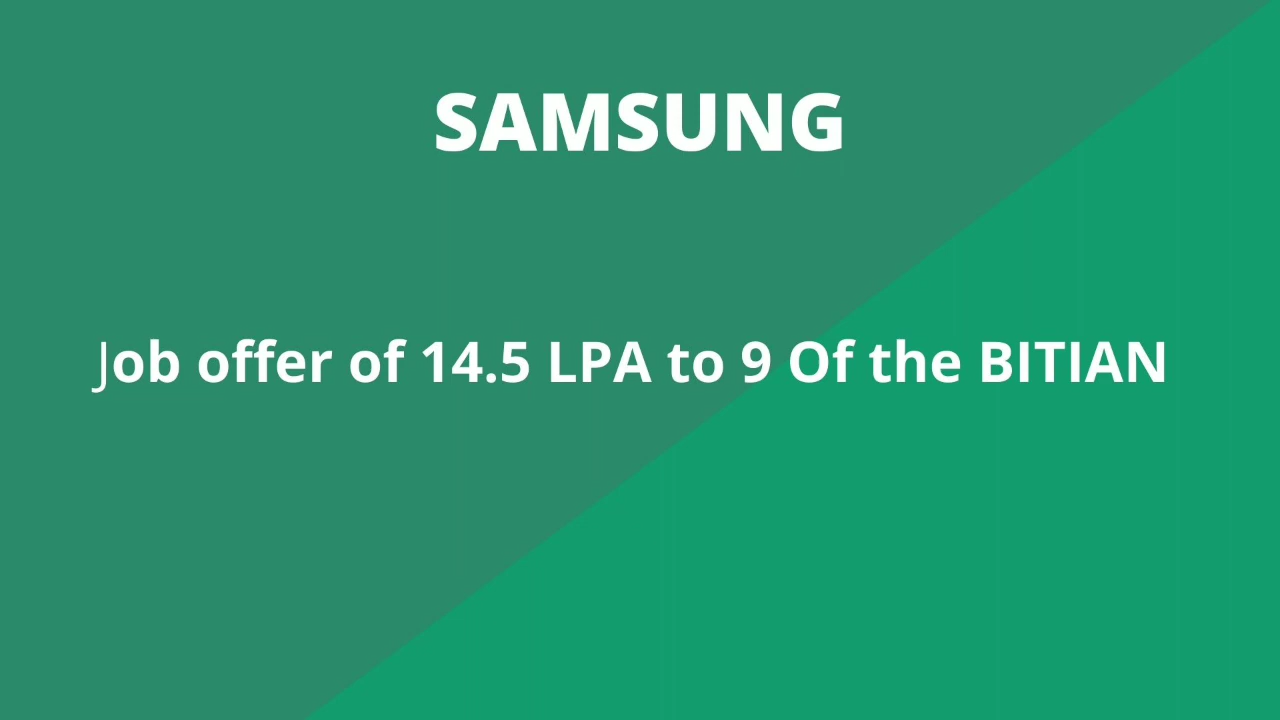 SAMSUNG
Job offer of 14.5 LPA to 9 Of the BITIAN